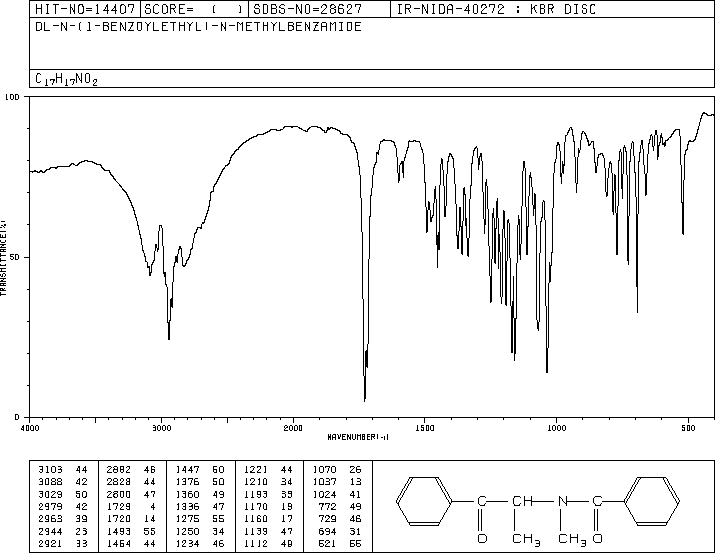 HIT-NO=14407 SCORE= ( ) SDBS-NO=28627 IR-NIDA-40272 : KBR DISC
DL-N-(1-BENZOYLETHYL)-N-METHYLBENZAMIDE
C17H17NO2
100
50
0
TRANSMITTANCE(%)
4000 3000 2000 1500 1000 500
WAVENUMBER(-1)
3103 44 2882 46 1447 60 1221 44 1070 26
3088 42 2828 44 1376 50 1210 34 1037 13
3029 50 2800 47 1360 49 1193 39 1024 41
2979 42 1729 4 1336 47 1170 19 772 49
2963 39 1720 14 1275 55 1160 17 729 46
2944 23 1493 55 1250 34 1139 47 694 31
2921 33 1454 44 1234 46 1112 49 521 55
C CH N C
O CH3 CH3 O